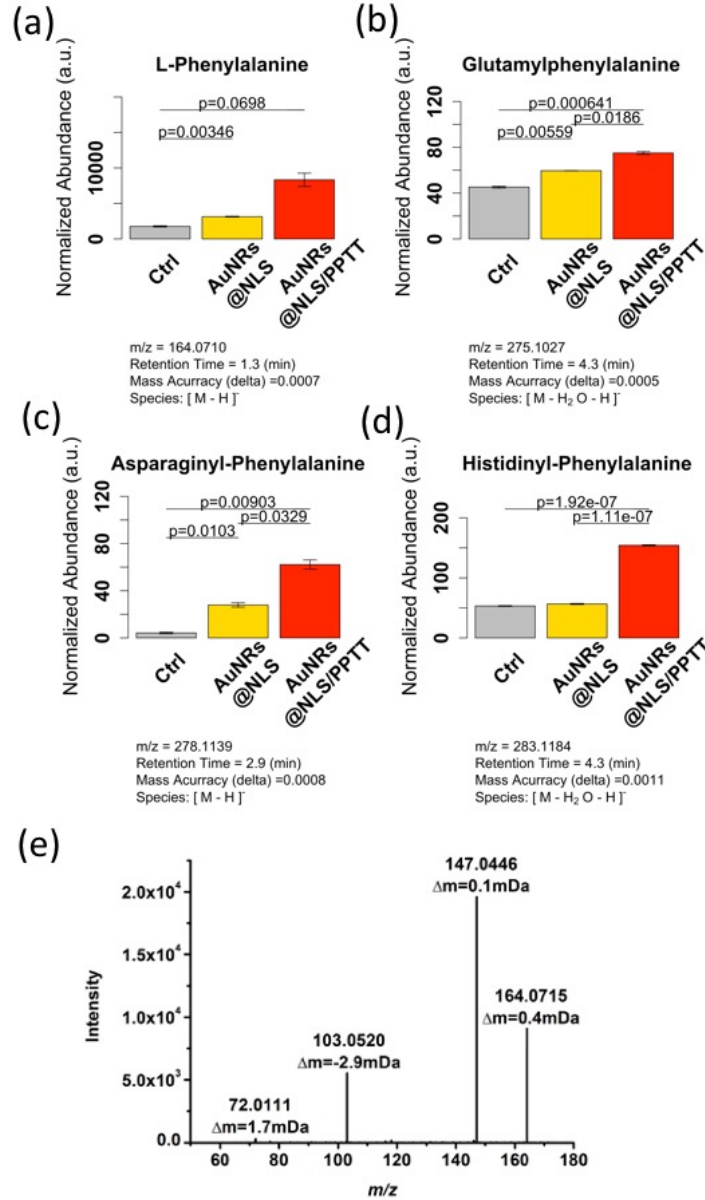 (a)
L-Phenylalanine
Normalized Abundance (a.u.)
10000
0
p=0.0698
p=0.00346
Ctrl
AuNRs
@NLS
AuNRs
@NLS/PPTT
m/z = 164.0710
Retention Time = 1.3 (min)
Mass Acurracy (delta) =0.0007
Species: [ M - H ]-
(b)
Glutamylphenylalanine
Normalized Abundance (a.u.)
120
80
40
0
p=0.000641
p=0.0186
p=0.00559
Ctrl
AuNRs
@NLS
AuNRs
@NLS/PPTT
m/z = 275.1027
Retention Time = 4.3 (min)
Mass Acurracy (delta) =0.0005
Species: [ M - H₂ O - H ]-
(c)
Asparaginyl-Phenylalanine
Normalized Abundance (a.u.)
120
80
40
0
p=0.00903
p=0.0329
p=0.0103
Ctrl
AuNRs
@NLS
AuNRs
@NLS/PPTT
m/z = 278.1139
Retention Time = 2.9 (min)
Mass Acurracy (delta) =0.0008
Species: [ M - H ]-
(d)
Histidinyl-Phenylalanine
Normalized Abundance (a.u.)
200
100
0
p=1.92e-07
p=1.11e-07
Ctrl
AuNRs
@NLS
AuNRs
@NLS/PPTT
m/z = 283.1184
Retention Time = 4.3 (min)
Mass Acurracy (delta) =0.0011
Species: [ M - H₂ O - H ]-
(e)
Intensity
2.0x10⁴
1.5x10⁴
1.0x10⁴
5.0x10³
0.0
147.0446
Δm=0.1mDa
164.0715
Δm=0.4mDa
103.0520
Δm=-2.9mDa
72.0111
Δm=1.7mDa
60
80
100
120
140
160
180
m/z